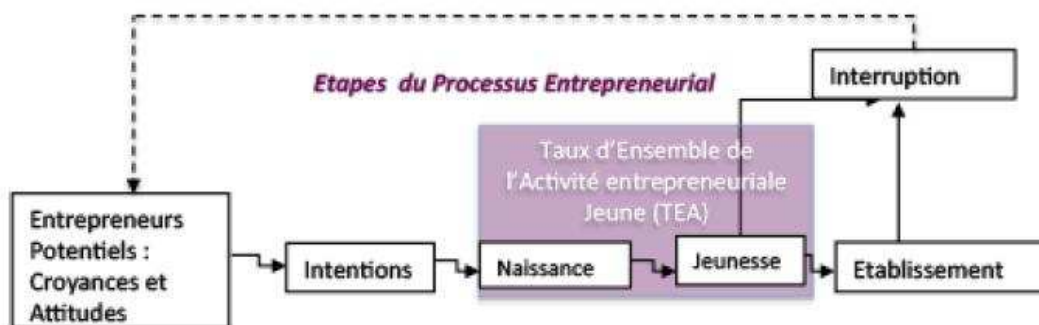 Etapes du Processus Entrepreneurial
Interruption
Taux d'Ensemble de
l'Activité entrepreneuriale
Jeune (TEA)
Entrepreneurs
Potentiels :
Croyances et
Attitudes
Intentions
Naissance
Jeunesse
Etablissement